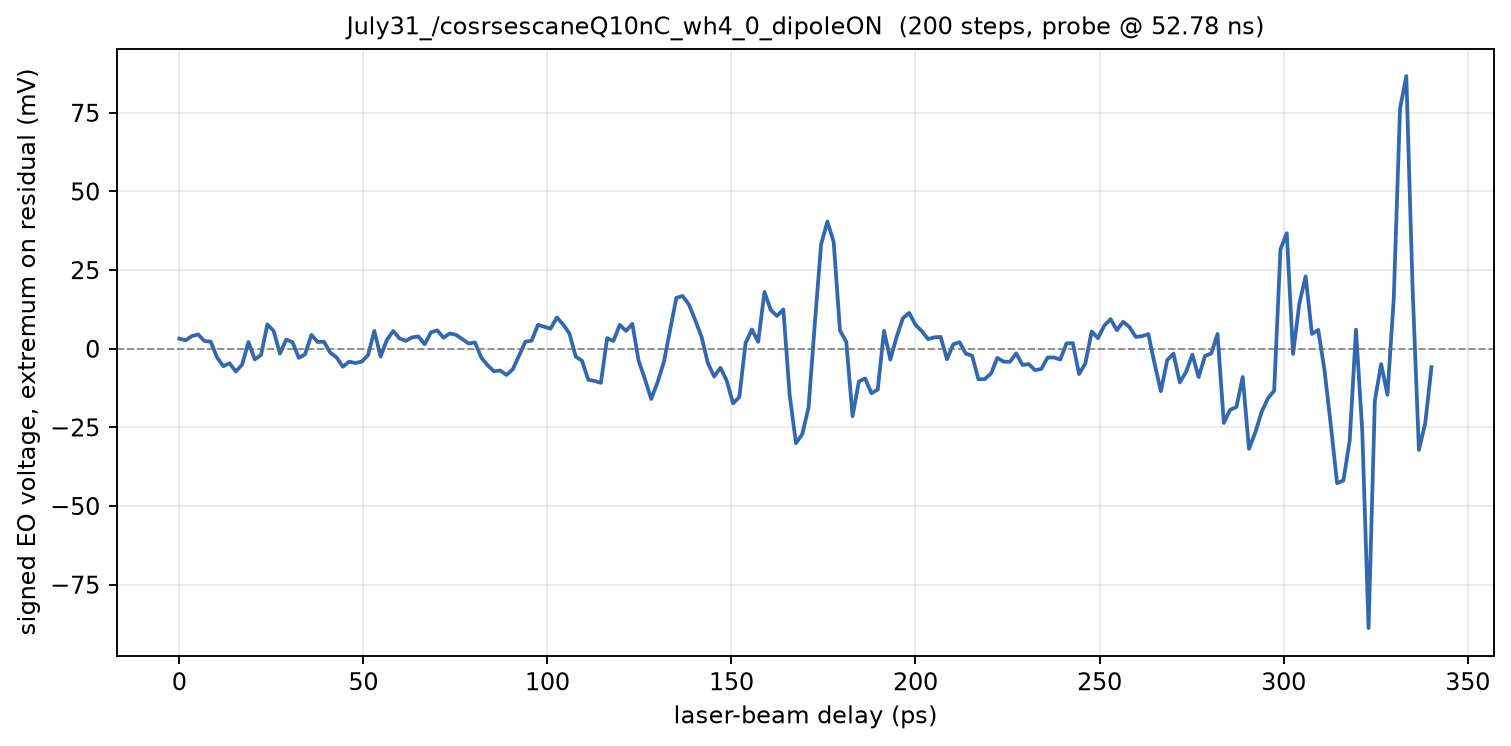 July31_/cosrsescaneQ10nC_wh4_0_dipoleON (200 steps, probe @ 52.78 ns)
signed EO voltage, extremum on residual (mV)
75
50
25
0
−25
−50
−75
0 50 100 150 200 250 300 350
laser-beam delay (ps)